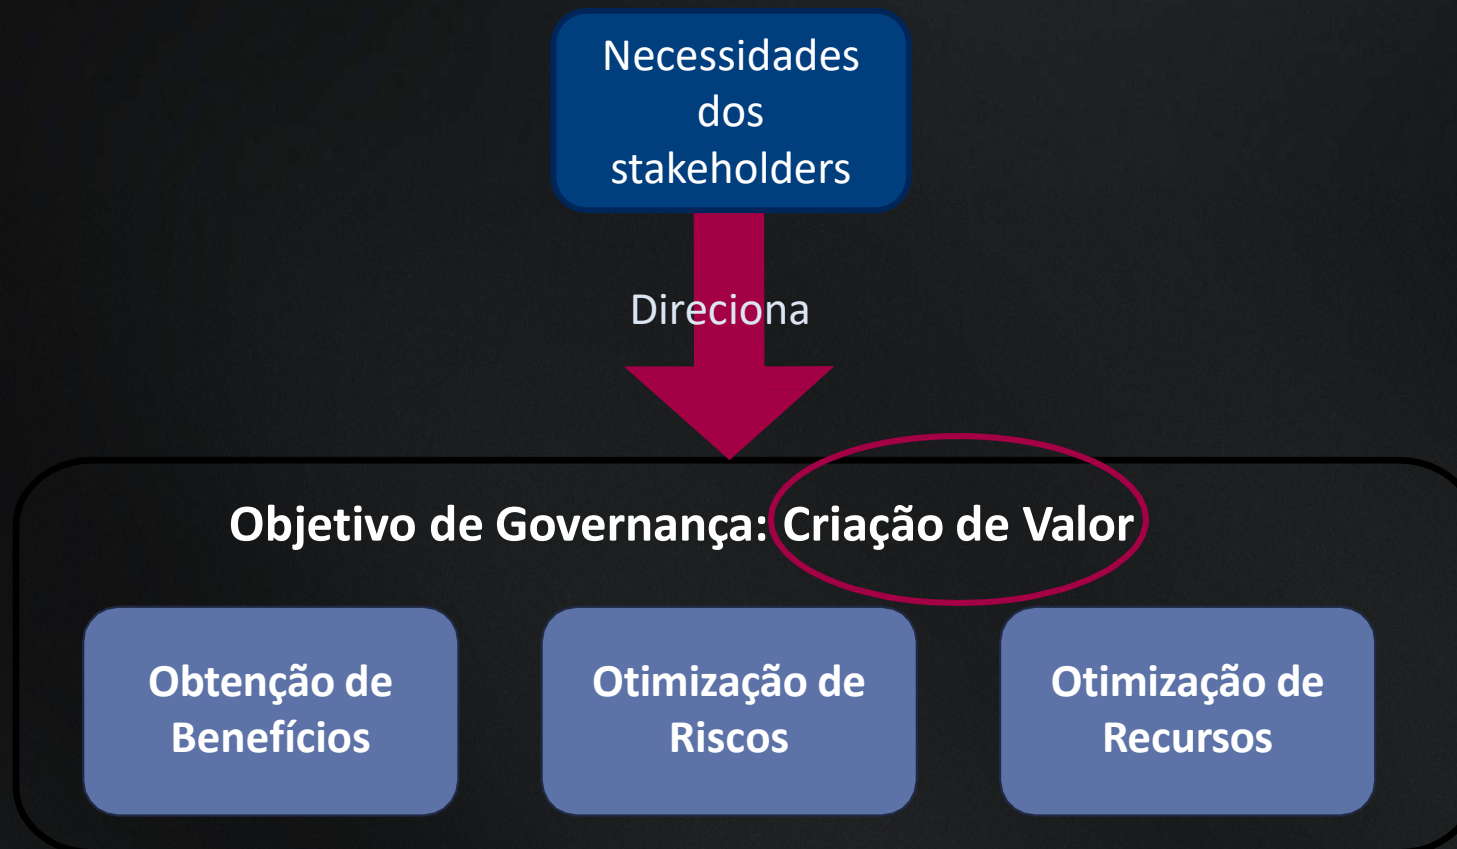 Necessidades
dos
stakeholders
Direciona
Objetivo de Governança: Criação de Valor
Obtenção de
Benefícios
Otimização de
Riscos
Otimização de
Recursos